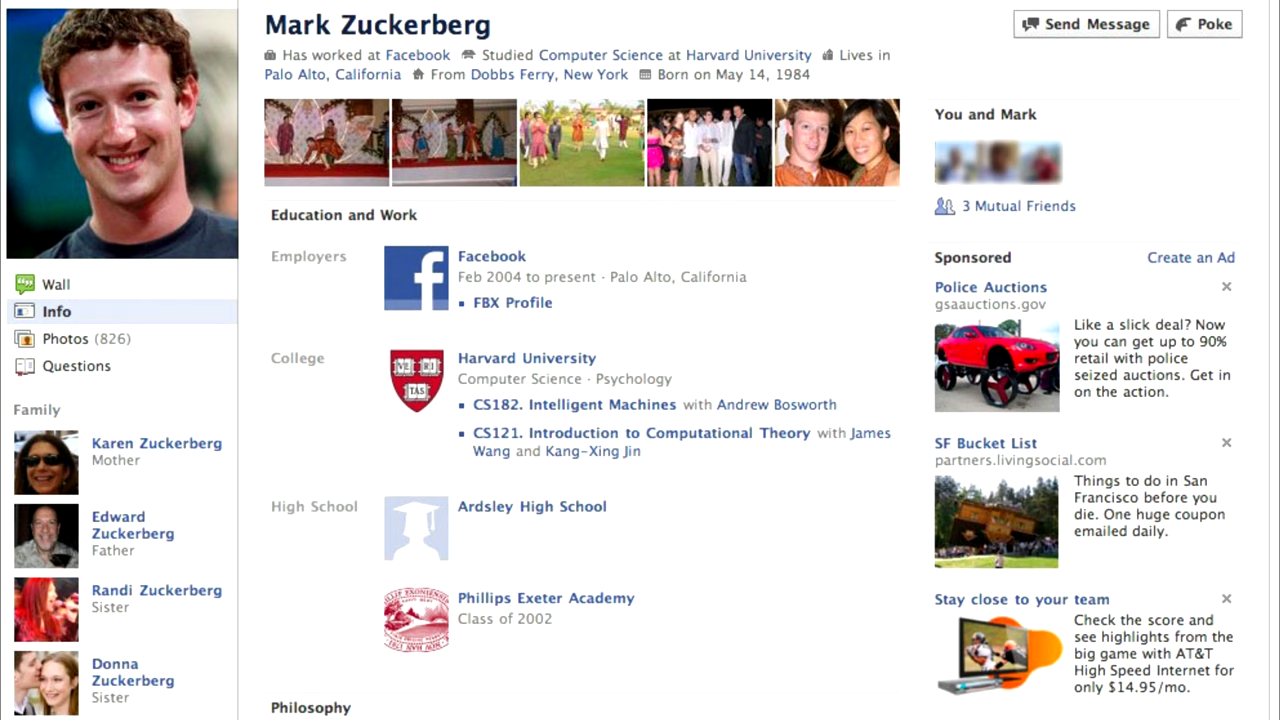 Mark Zuckerberg
Send Message
Poke
Has worked at Facebook Studied Computer Science at Harvard University Lives in
Palo Alto, California From Dobbs Ferry, New York Born on May 14, 1984
Wall
Info
Photos (826)
Questions
Family
Karen Zuckerberg
Mother
Edward
Zuckerberg
Father
Randi Zuckerberg
Sister
Donna
Zuckerberg
Sister
Education and Work
Employers
f
Facebook
Feb 2004 to present · Palo Alto, California
▪ FBX Profile
College
VE RI
TAS
Harvard University
Computer Science · Psychology
▪ CS182. Intelligent Machines with Andrew Bosworth
▪ CS121. Introduction to Computational Theory with James
Wang and Kang-Xing Jin
High School
Ardsley High School
Phillips Exeter Academy
Class of 2002
Philosophy
You and Mark
3 Mutual Friends
Sponsored
Create an Ad
Police Auctions
gsaauctions.gov
Like a slick deal? Now
you can get up to 90%
retail with police
seized auctions. Get in
on the action.
SF Bucket List
partners.livingsocial.com
Things to do in San
Francisco before you
die. One huge coupon
emailed daily.
Stay close to your team
Check the score and
see highlights from the
big game with AT&T
High Speed Internet for
only $14.95/mo.